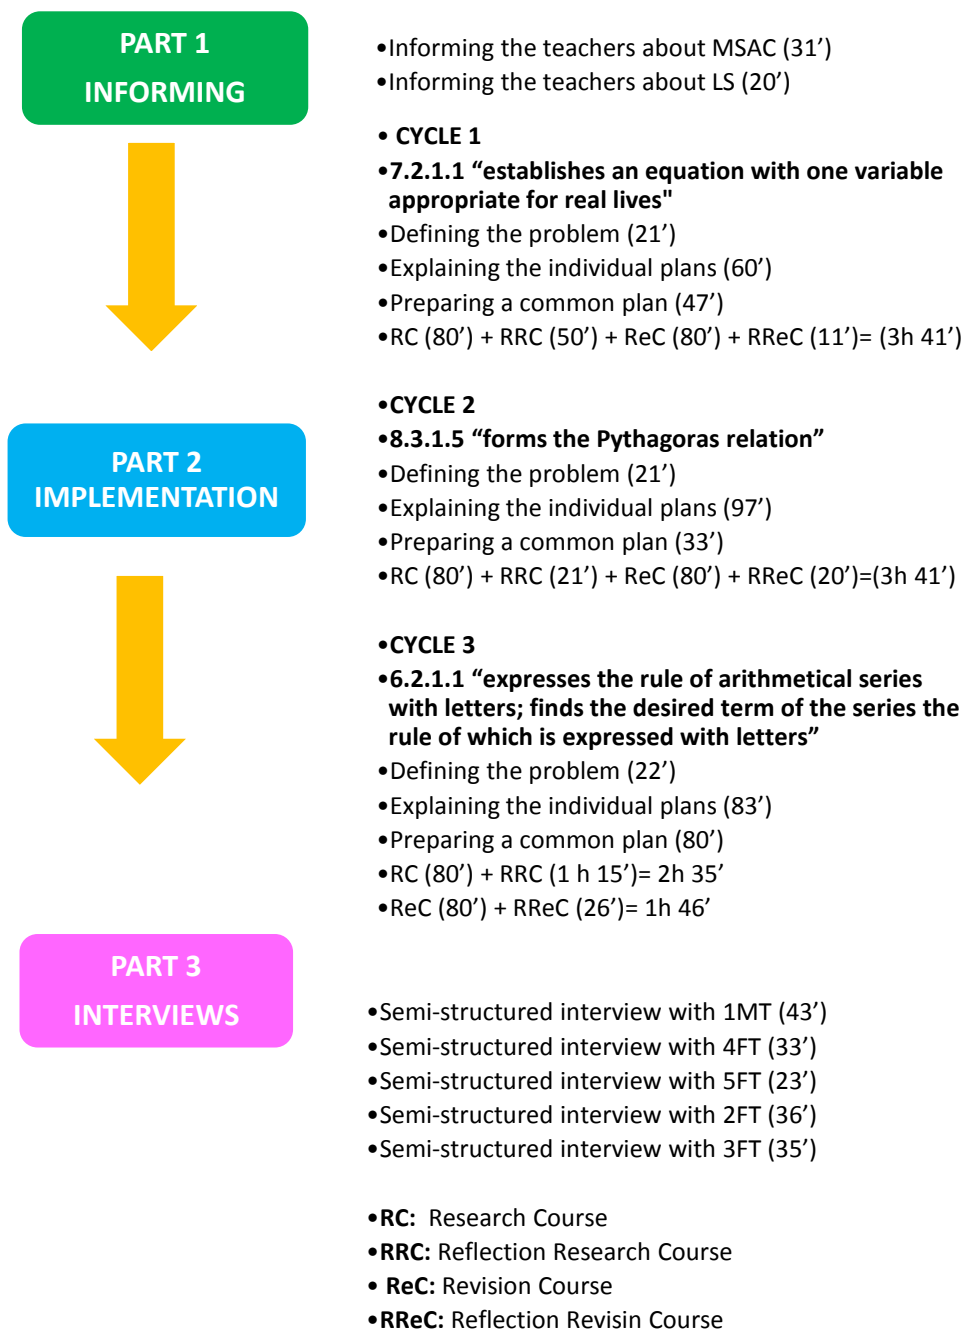 PART 1
INFORMING
•Informing the teachers about MSAC (31’)
•Informing the teachers about LS (20’)
• CYCLE 1
•7.2.1.1 “establishes an equation with one variable
appropriate for real lives"
•Defining the problem (21’)
•Explaining the individual plans (60’)
•Preparing a common plan (47’)
•RC (80’) + RRC (50’) + ReC (80’) + RReC (11’)= (3h 41’)
PART 2
IMPLEMENTATION
•CYCLE 2
•8.3.1.5 “forms the Pythagoras relation”
•Defining the problem (21’)
•Explaining the individual plans (97’)
•Preparing a common plan (33’)
•RC (80’) + RRC (21’) + ReC (80’) + RReC (20’)=(3h 41’)
•CYCLE 3
•6.2.1.1 “expresses the rule of arithmetical series
with letters; finds the desired term of the series the
rule of which is expressed with letters”
•Defining the problem (22’)
•Explaining the individual plans (83’)
•Preparing a common plan (80’)
•RC (80’) + RRC (1 h 15’)= 2h 35’
•ReC (80’) + RReC (26’)= 1h 46’
PART 3
INTERVIEWS
•Semi-structured interview with 1MT (43’)
•Semi-structured interview with 4FT (33’)
•Semi-structured interview with 5FT (23’)
•Semi-structured interview with 2FT (36’)
•Semi-structured interview with 3FT (35’)
•RC: Research Course
•RRC: Reflection Research Course
• ReC: Revision Course
•RReC: Reflection Revisin Course